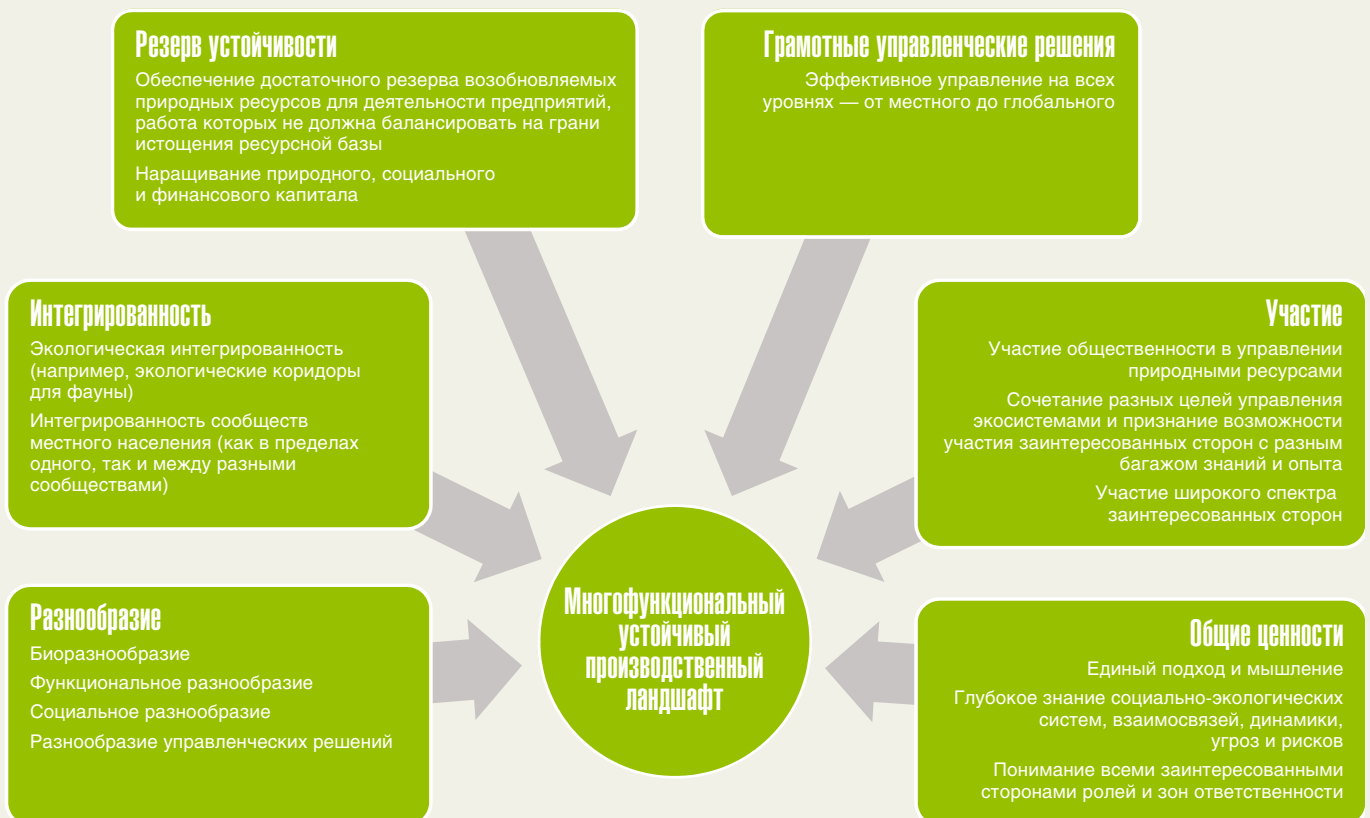 Резерв устойчивости
Обеспечение достаточного резерва возобновляемых
природных ресурсов для деятельности предприятий,
работа которых не должна балансировать на грани
истощения ресурсной базы
Наращивание природного, социального
и финансового капитала
Грамотные управленческие решения
Эффективное управление на всех
уровнях — от местного до глобального
Интегрированность
Экологическая интегрированность
(например, экологические коридоры
для фауны)
Интегрированность сообществ
местного населения (как в пределах
одного, так и между разными
сообществами)
Участие
Участие общественности в управлении
природными ресурсами
Сочетание разных целей управления
экосистемами и признание возможности
участия заинтересованных сторон с разным
багажом знаний и опыта
Участие широкого спектра
заинтересованных сторон
Разнообразие
Биоразнообразие
Функциональное разнообразие
Социальное разнообразие
Разнообразие управленческих решений
Многофункциональный
устойчивый
производственный
ландшафт
Общие ценности
Единый подход и мышление
Глубокое знание социально-экологических
систем, взаимосвязей, динамики,
угроз и рисков
Понимание всеми заинтересованными
сторонами ролей и зон ответственности